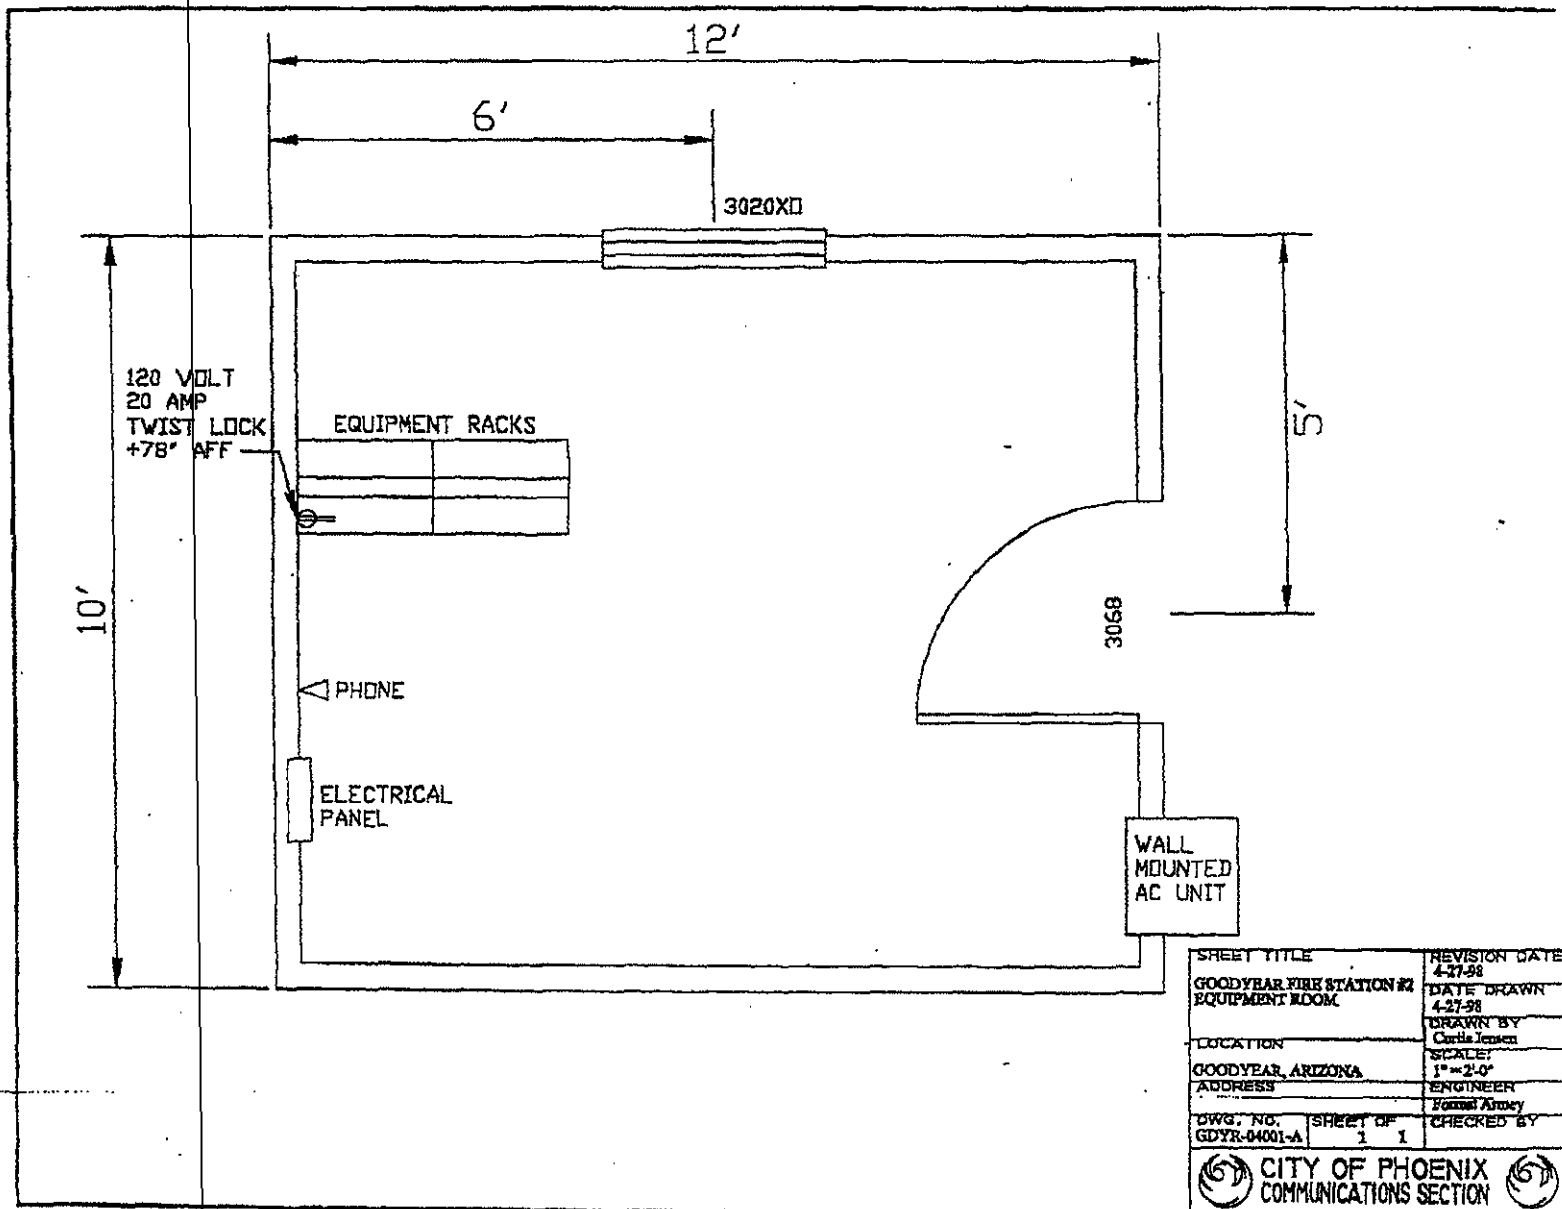 12'
6'
3020XO
120 VOLT
20 AMP
TWIST LOCK
+78" AFF
EQUIPMENT RACKS
5'
10'
3068
PHONE
ELECTRICAL
PANEL
WALL
MOUNTED
AC UNIT
SHEET TITLE
GOODYEAR FIRE STATION #2
EQUIPMENT ROOM
REVISION DATE
4-27-98
DATE DRAWN
4-27-98
DRAWN BY
Curtis Jensen
LOCATION
GOODYEAR, ARIZONA
SCALE:
1"=2'-0"
ADDRESS
ENGINEER
DWG. NO.
GDYR-04001-A
SHEET OF
1 1
CHECKED BY
CITY OF PHOENIX
COMMUNICATIONS SECTION